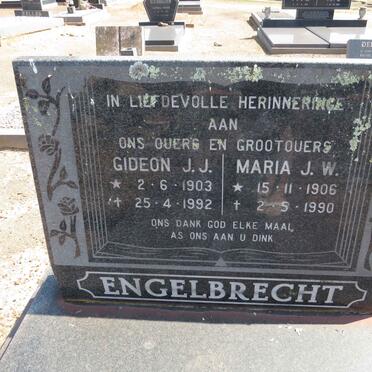 IN LIEFDEVOLLE HERINNERINGE
AAN
ONS OUERS EN GROOTOUERS
GIDEON J. J.
★ 2-6-1903
✝ 25-4-1992
MARIA J. W.
★ 15-11-1906
✝ 2-5-1990
ONS DANK GOD ELKE MAAL
AS ONS AAN U DINK
ENGELBRECHT